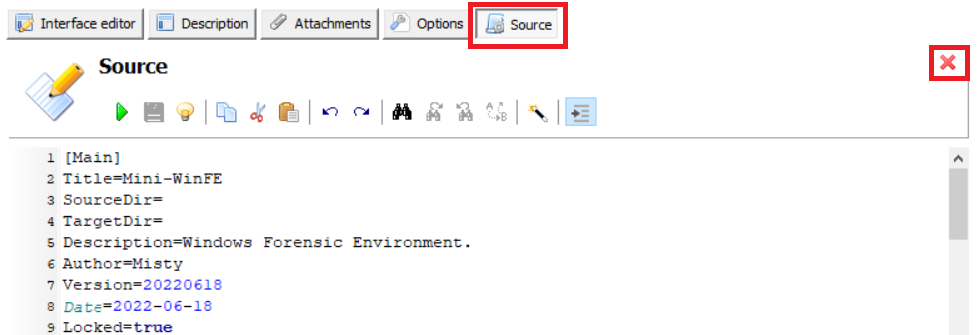 Interface editor Description Attachments Options Source
Source
1 [Main]
2 Title=Mini-WinFE
3 SourceDir=
4 TargetDir=
5 Description=Windows Forensic Environment.
6 Author=Misty
7 Version=20220618
8 Date=2022-06-18
9 Locked=true